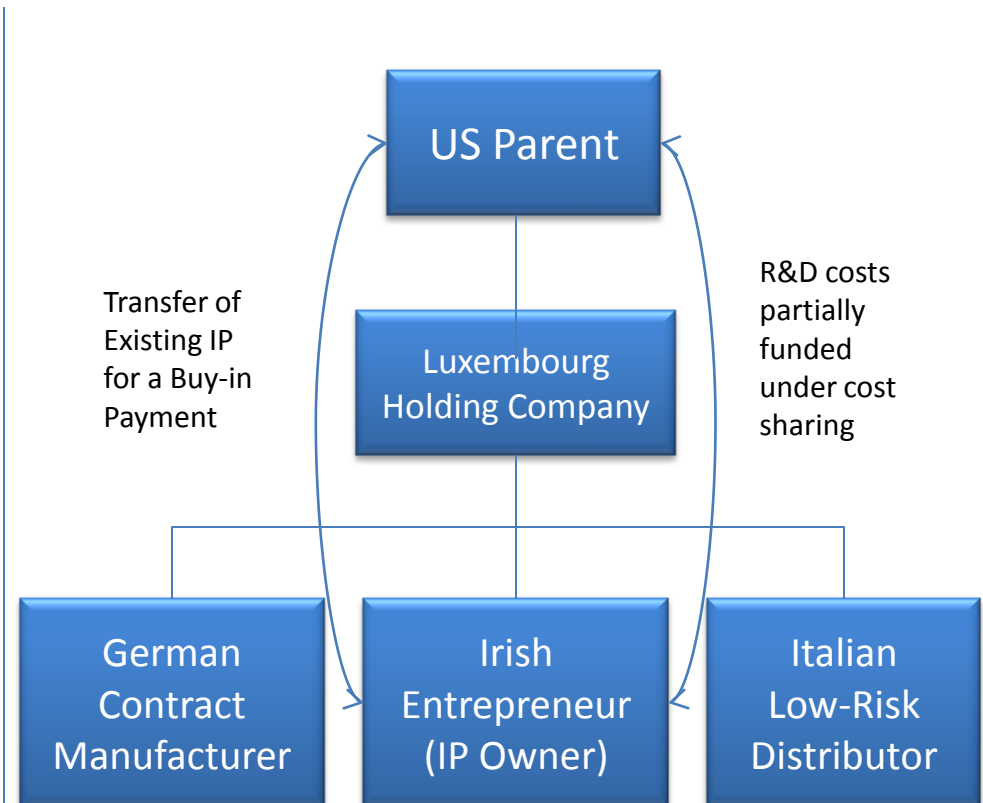 US Parent
Transfer of
Existing IP
for a Buy-in
Payment
R&D costs
partially
funded
under cost
sharing
Luxembourg
Holding Company
German
Contract
Manufacturer
Irish
Entrepreneur
(IP Owner)
Italian
Low-Risk
Distributor